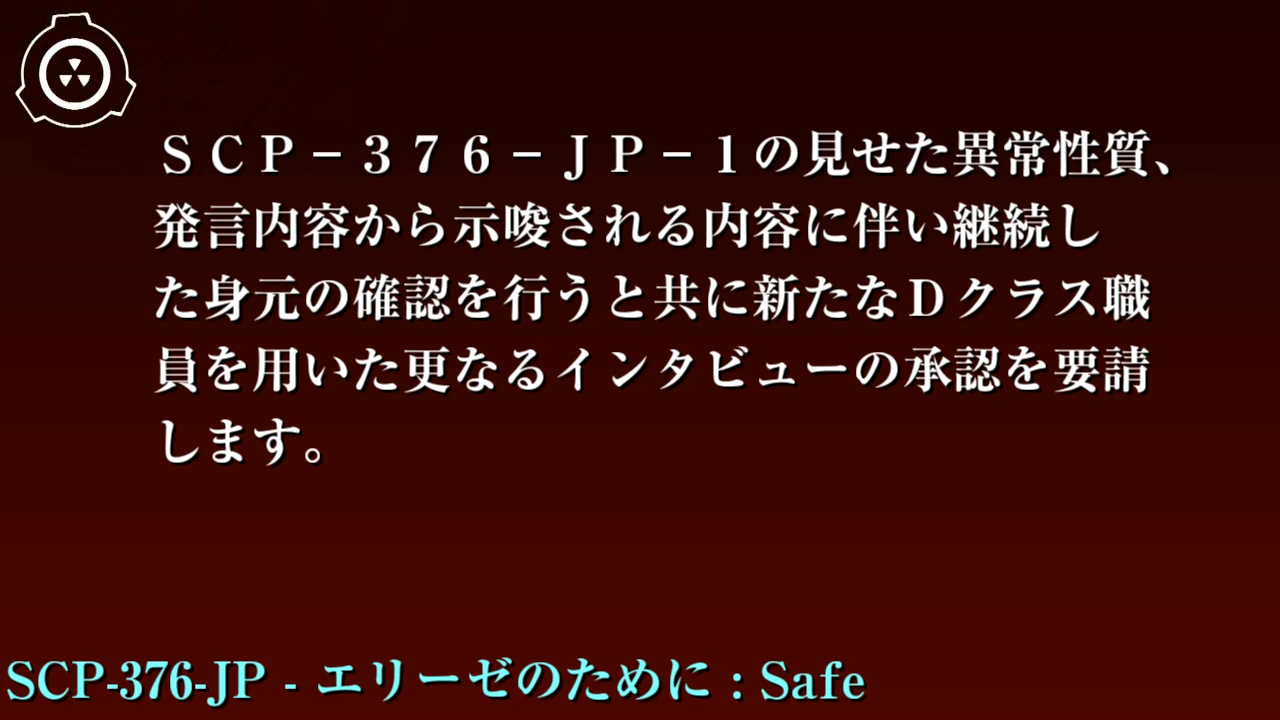 ＳＣＰ－３７６－ＪＰ－１の見せた異常性質、
発言内容から示唆される内容に伴い継続し
た身元の確認を行うと共に新たなＤクラス職
員を用いた更なるインタビューの承認を要請
します。
SCP-376-JP - エリーゼのために : Safe